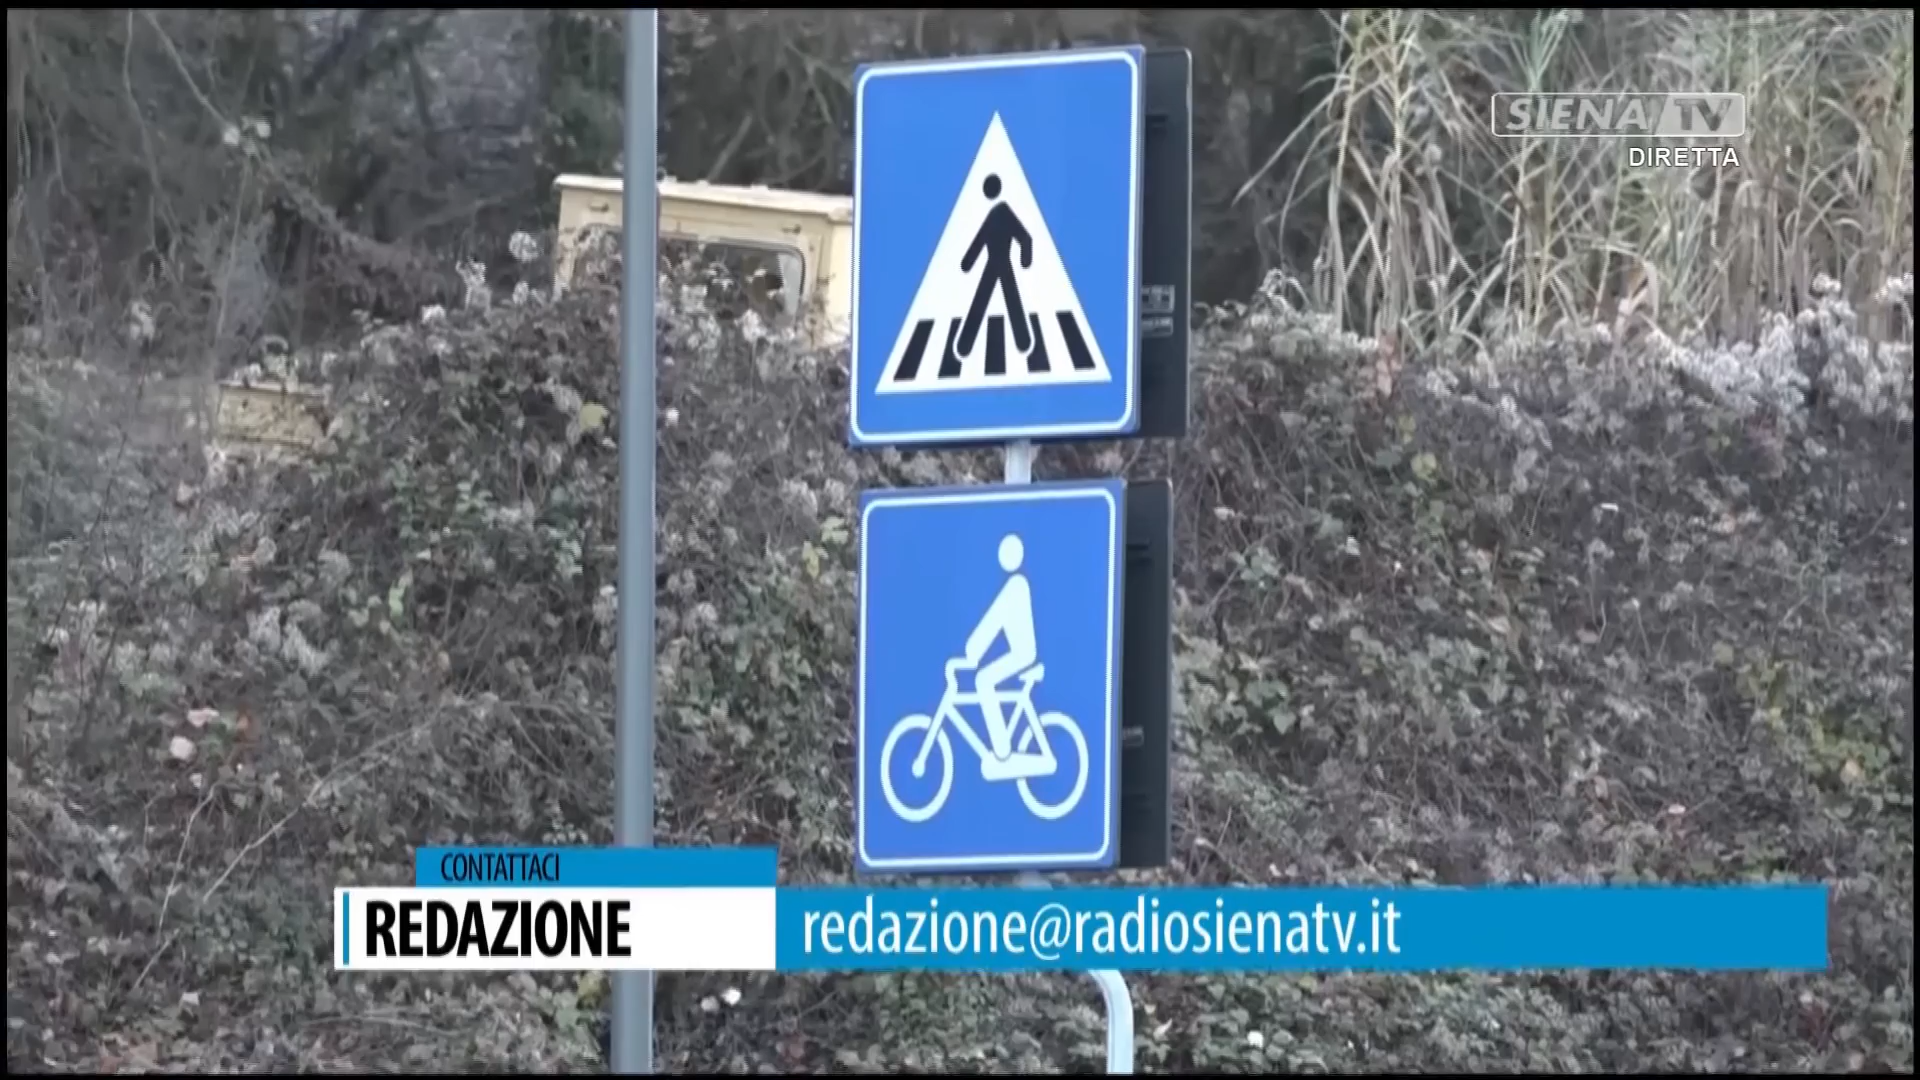 SIENA TV
DIRETTA
CONTATTACI
REDAZIONE
redazione@radiosienatv.it